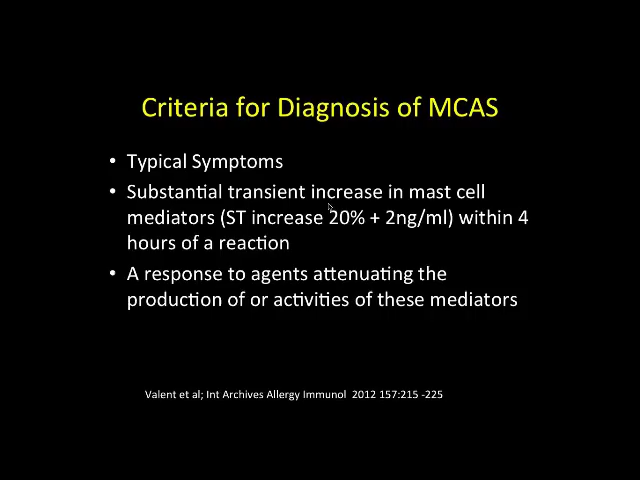 Criteria for Diagnosis of MCAS
• Typical Symptoms
• Substantial transient increase in mast cell
mediators (ST increase 20% + 2ng/ml) within 4
hours of a reaction
• A response to agents attenuating the
production of or activities of these mediators
Valent et al; Int Archives Allergy Immunol 2012 157:215 -225